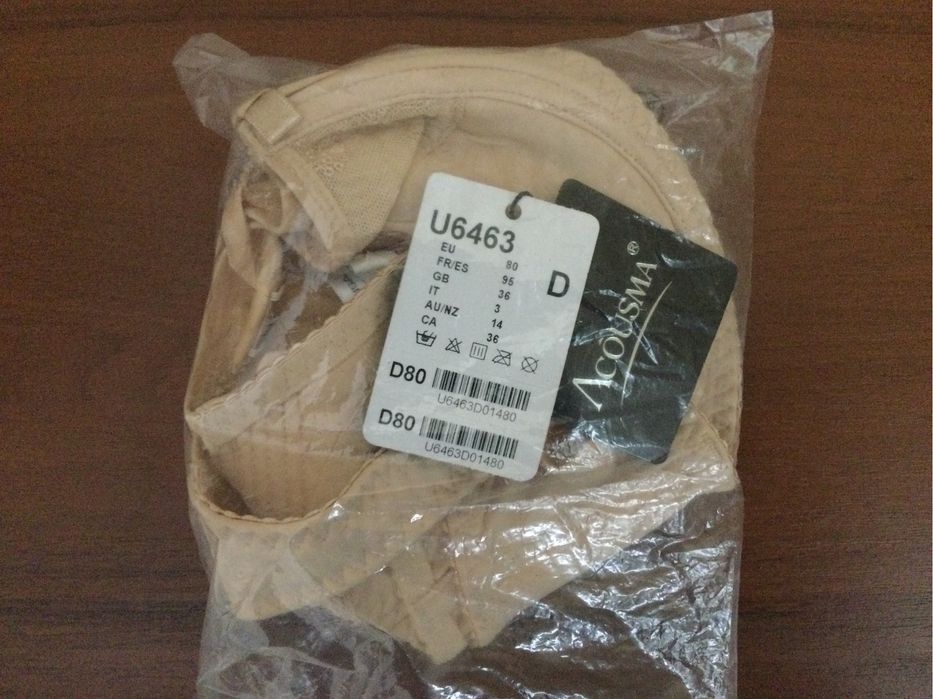 U6463
EU 80
FR/ES 95
GB 36
IT 3
AU/NZ 14
CA 36
D
D80
U6463D01480
D80
U6463D01480
ACOUSMA®